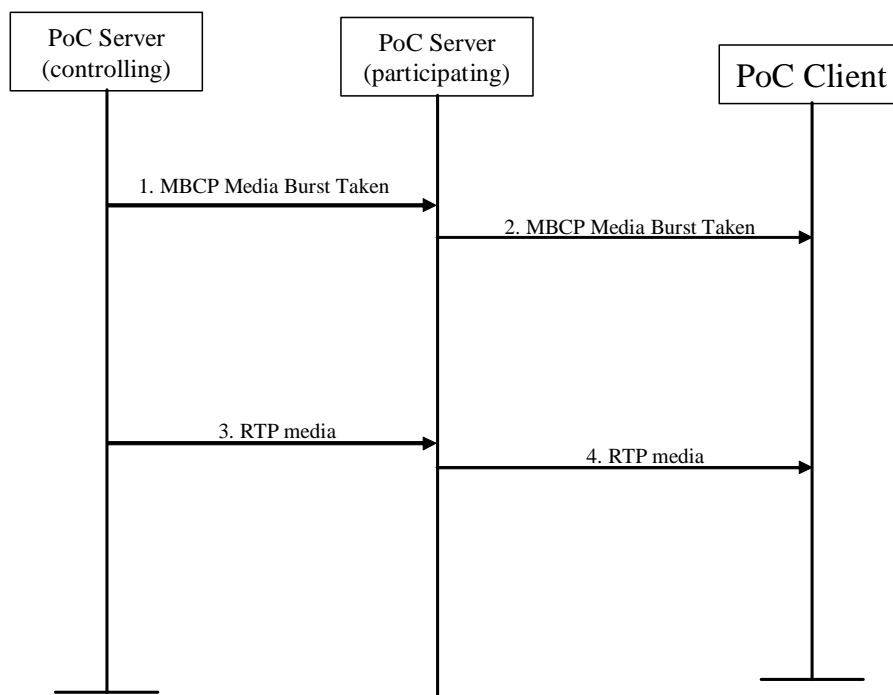 PoC Server
(controlling)
PoC Server
(participating)
PoC Client
1. MBCP Media Burst Taken
2. MBCP Media Burst Taken
3. RTP media
4. RTP media